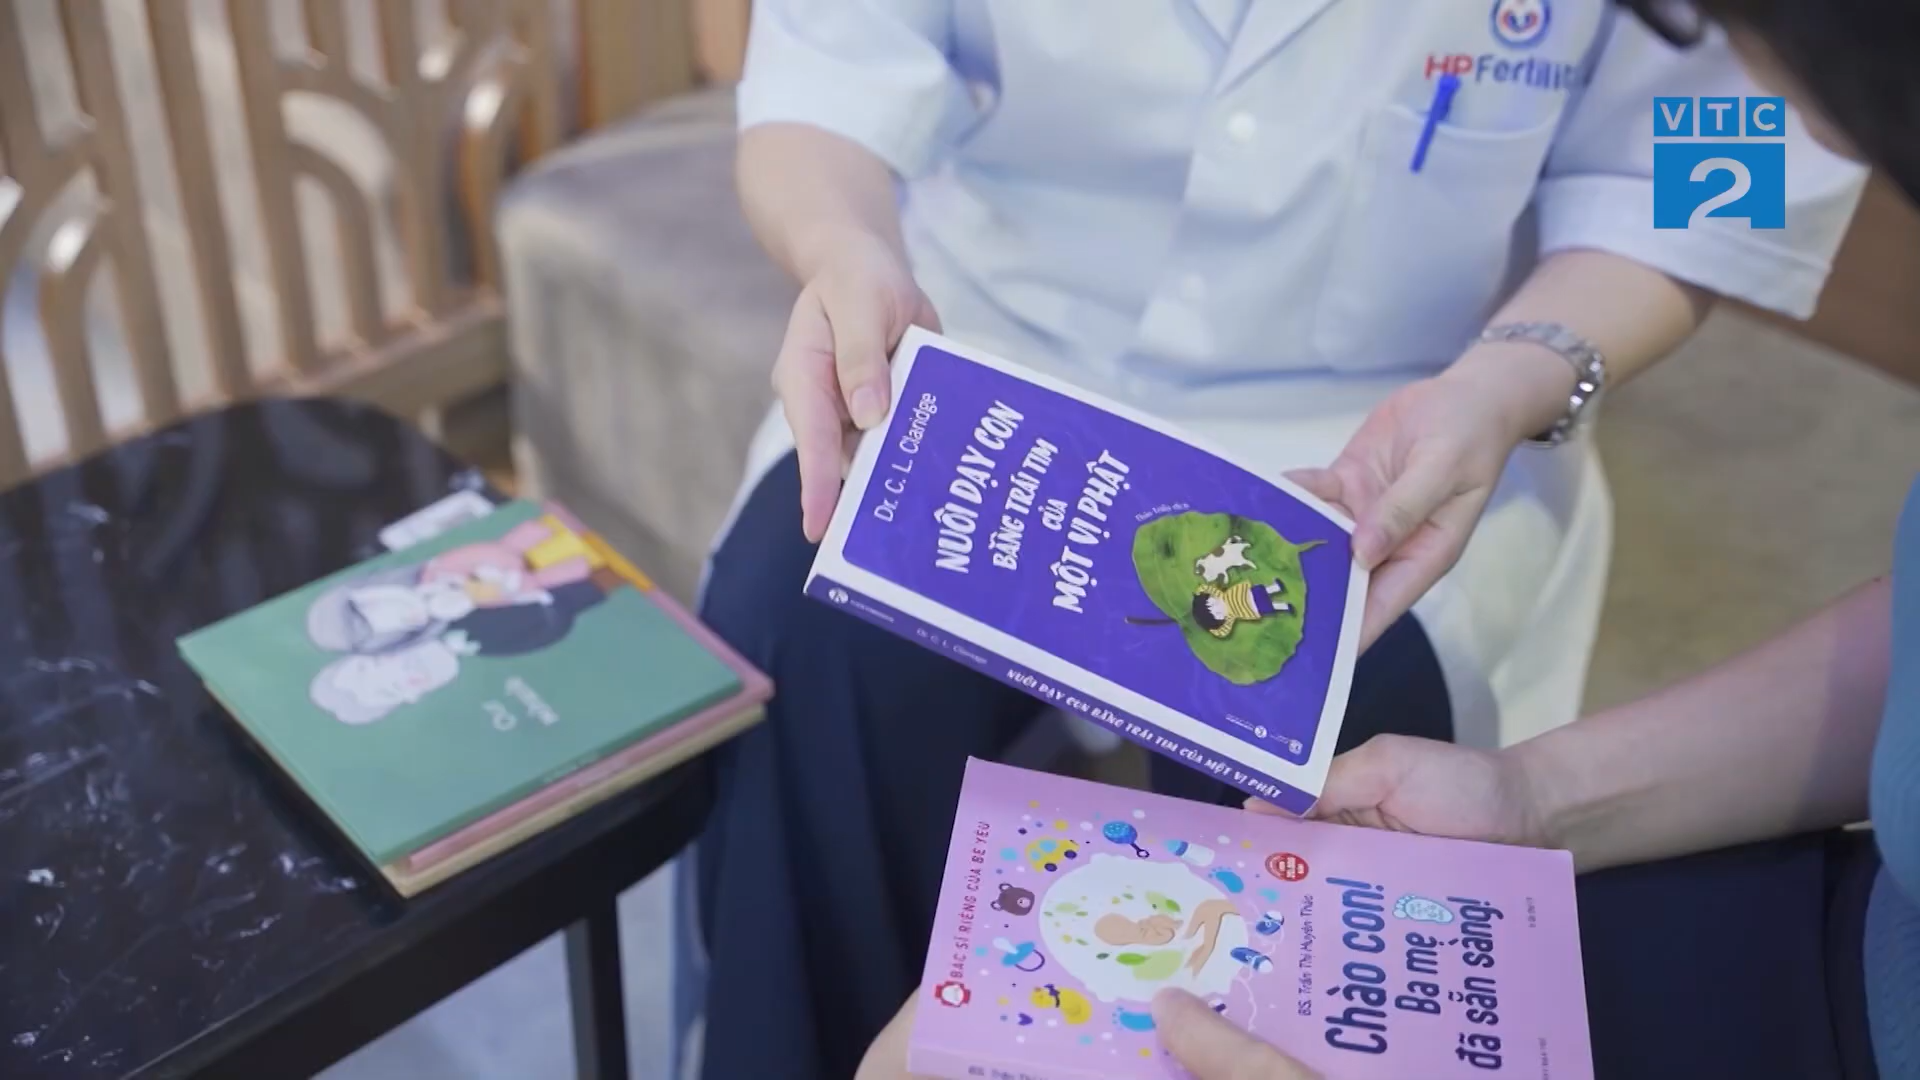 HPFertility
VTC
2
Dr. C. L. Claridge
NUÔI DẠY CON
BẰNG TRÁI TIM
CỦA
MỘT VỊ PHẬT
Dr. C. L. Claridge
NUÔI DẠY CON BẰNG TRÁI TIM CỦA MỘT VỊ PHẬT
BÁC SĨ RIÊNG CỦA BÉ YÊU
BS. Trần Thị Huyên Thảo
Chào con!
Ba mẹ
đã sẵn sàng!